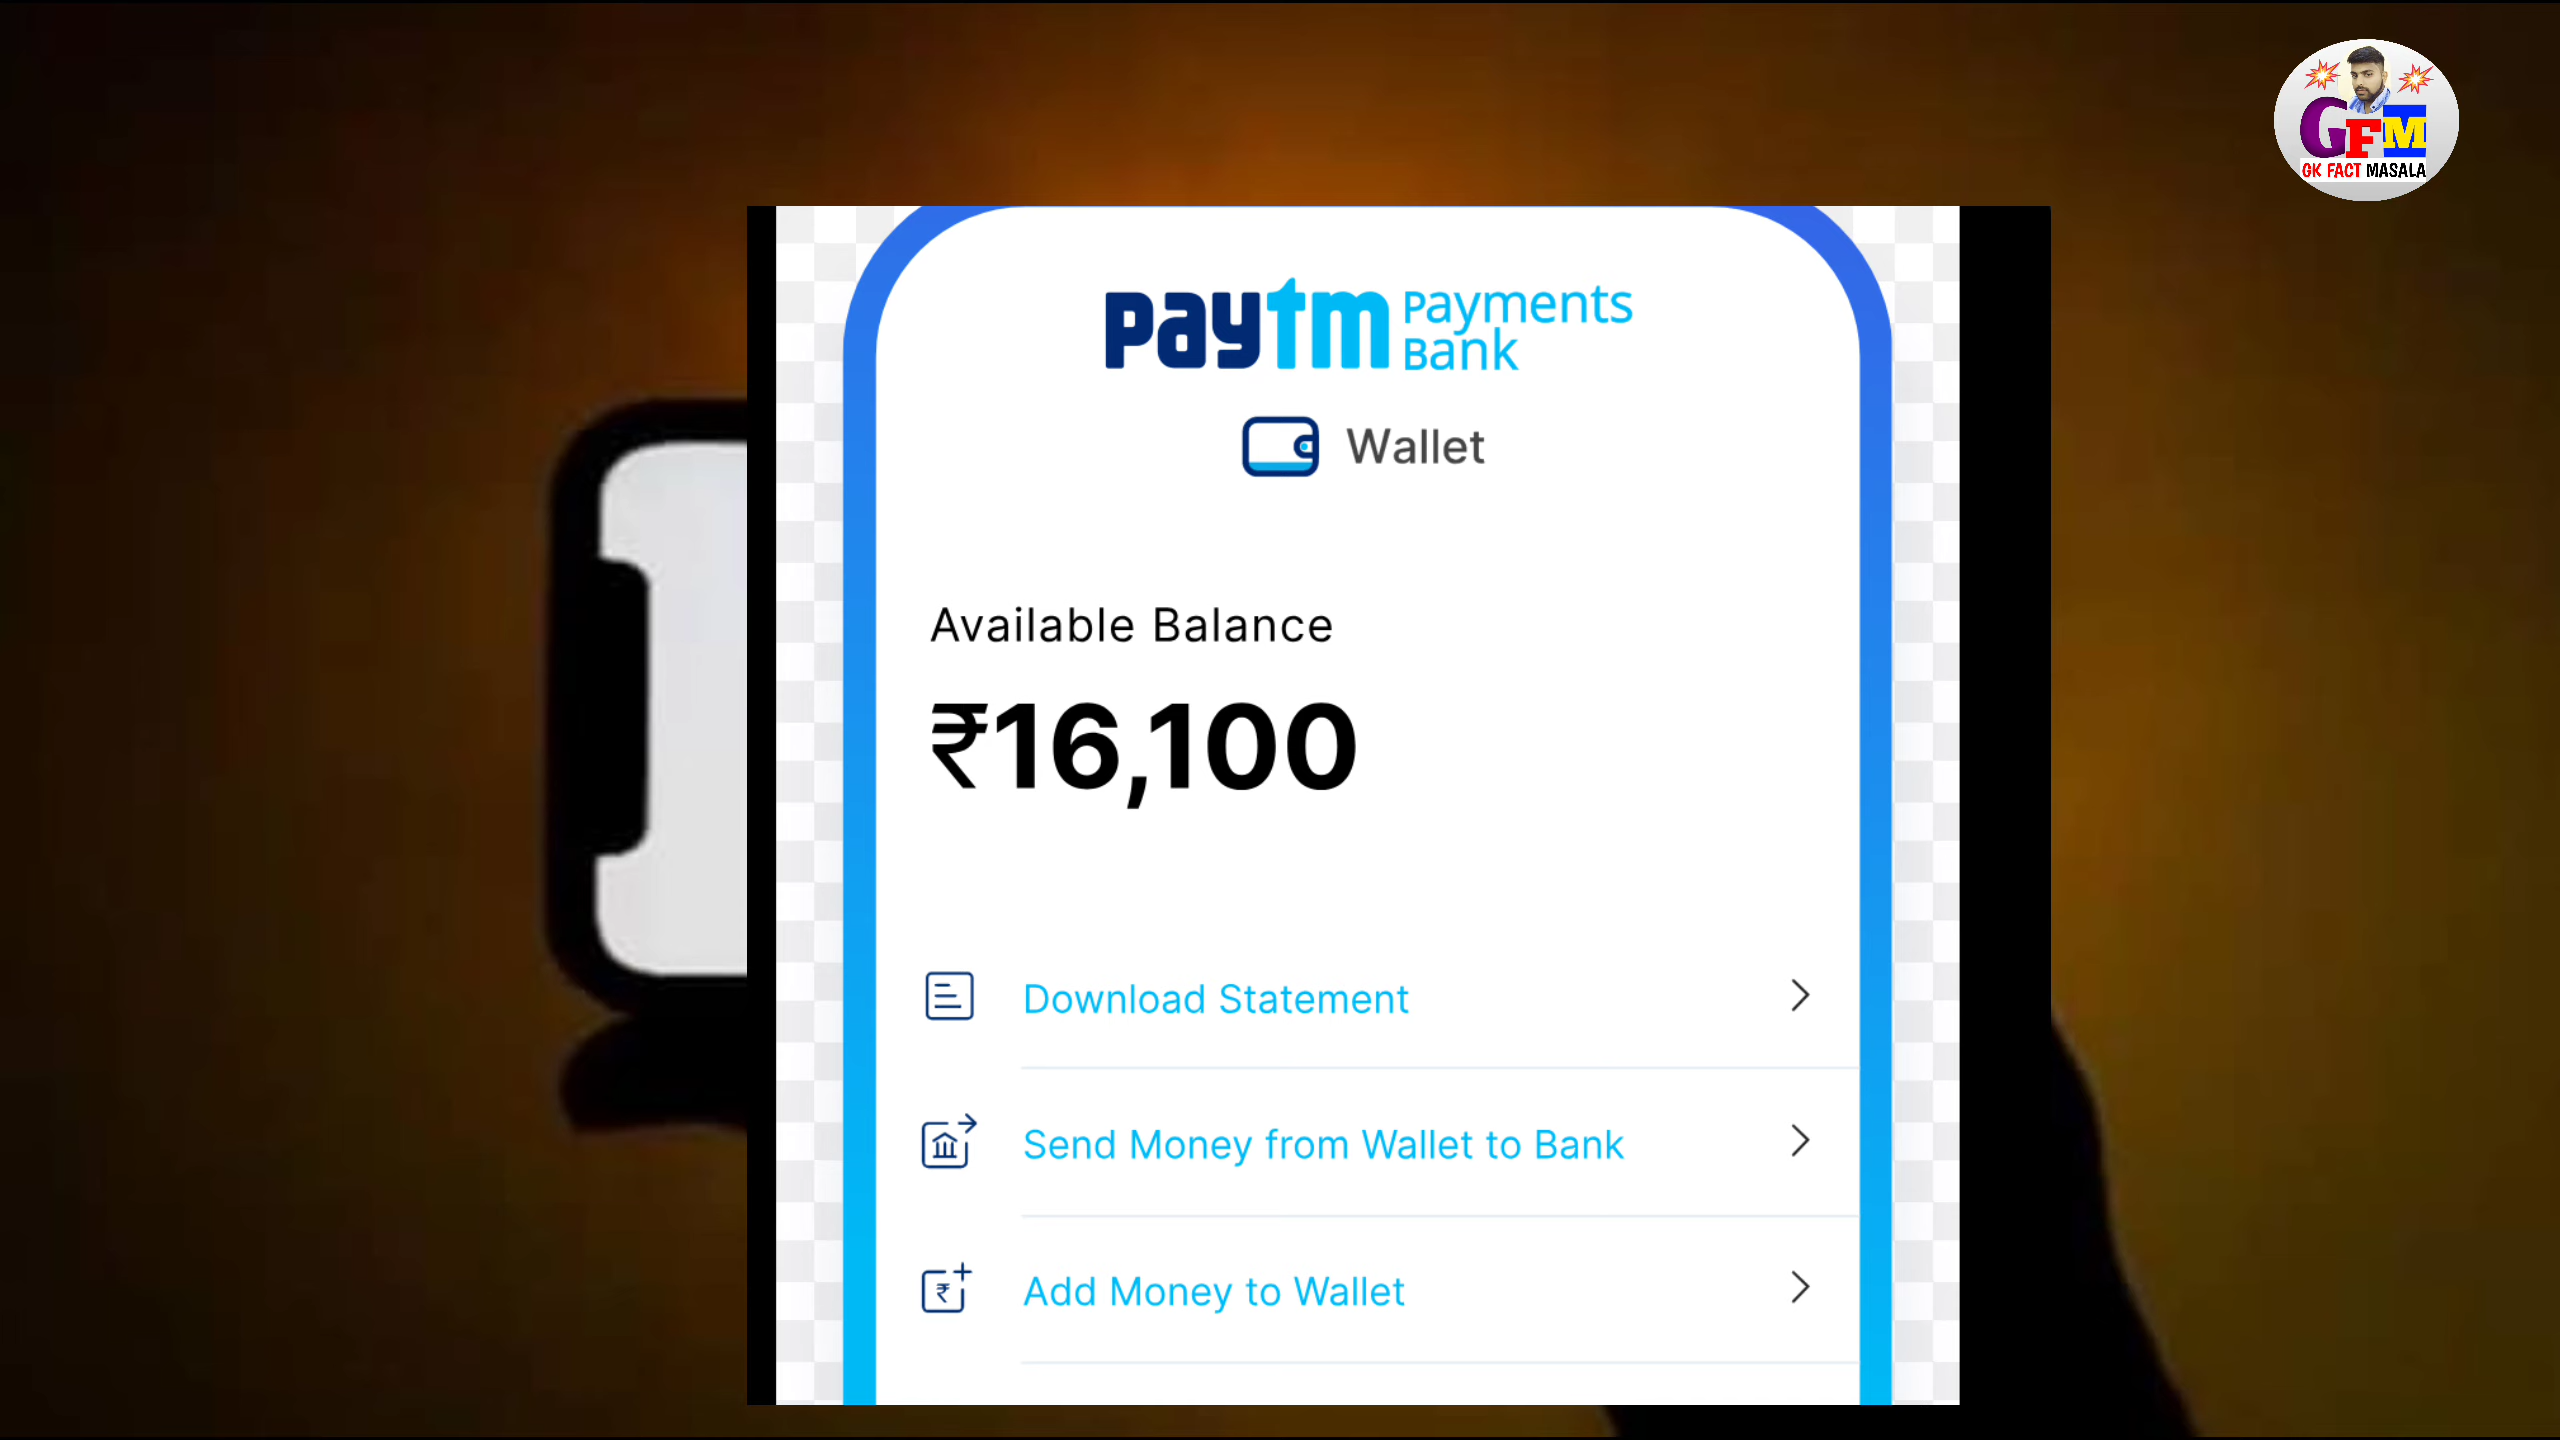 GFM
GK FACT MASALA
paytm Payments Bank
Wallet
Available Balance
₹16,100
Download Statement
Send Money from Wallet to Bank
Add Money to Wallet